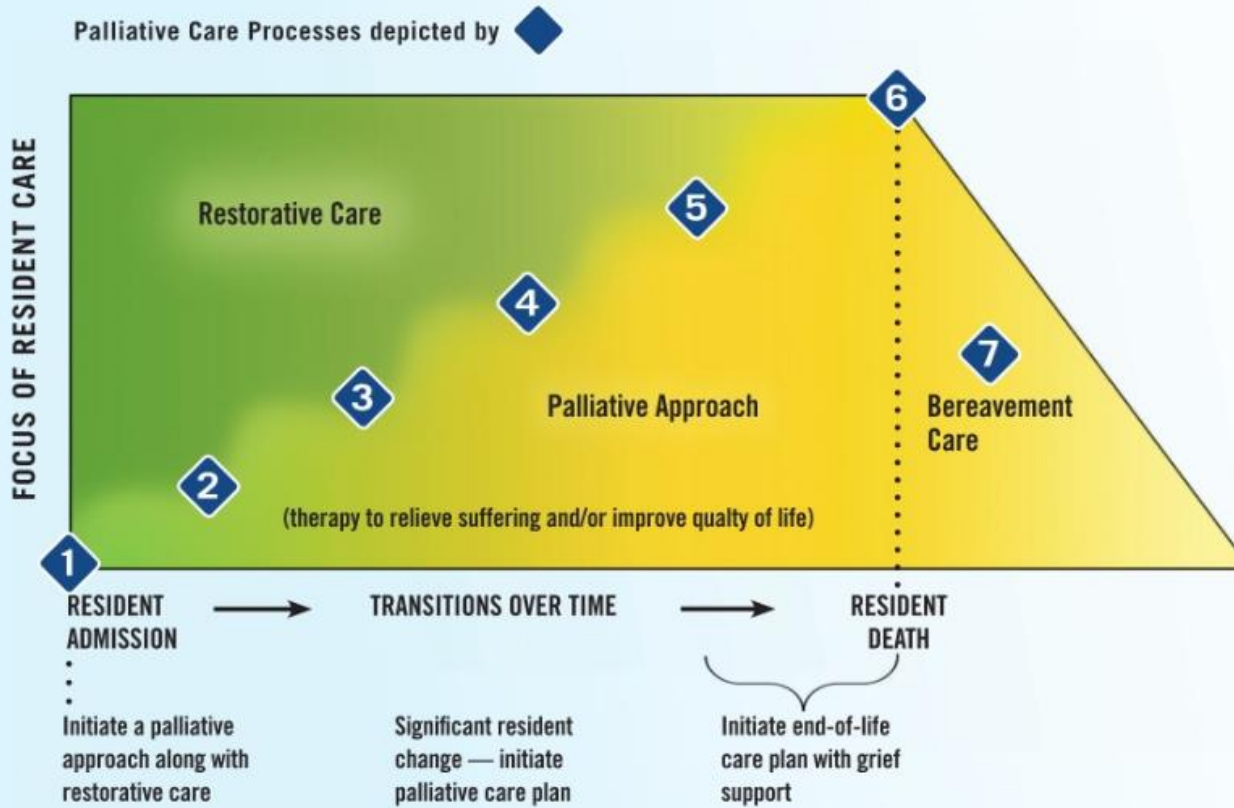 Palliative Care Processes depicted by
FOCUS OF RESIDENT CARE
6
Restorative Care
5
4
7
3
Palliative Approach
Bereavement
Care
2
(therapy to relieve suffering and/or improve qualty of life)
1
RESIDENT
ADMISSION
TRANSITIONS OVER TIME
RESIDENT
DEATH
Initiate a palliative
approach along with
restorative care
Significant resident
change — initiate
palliative care plan
Initiate end-of-life
care plan with grief
support